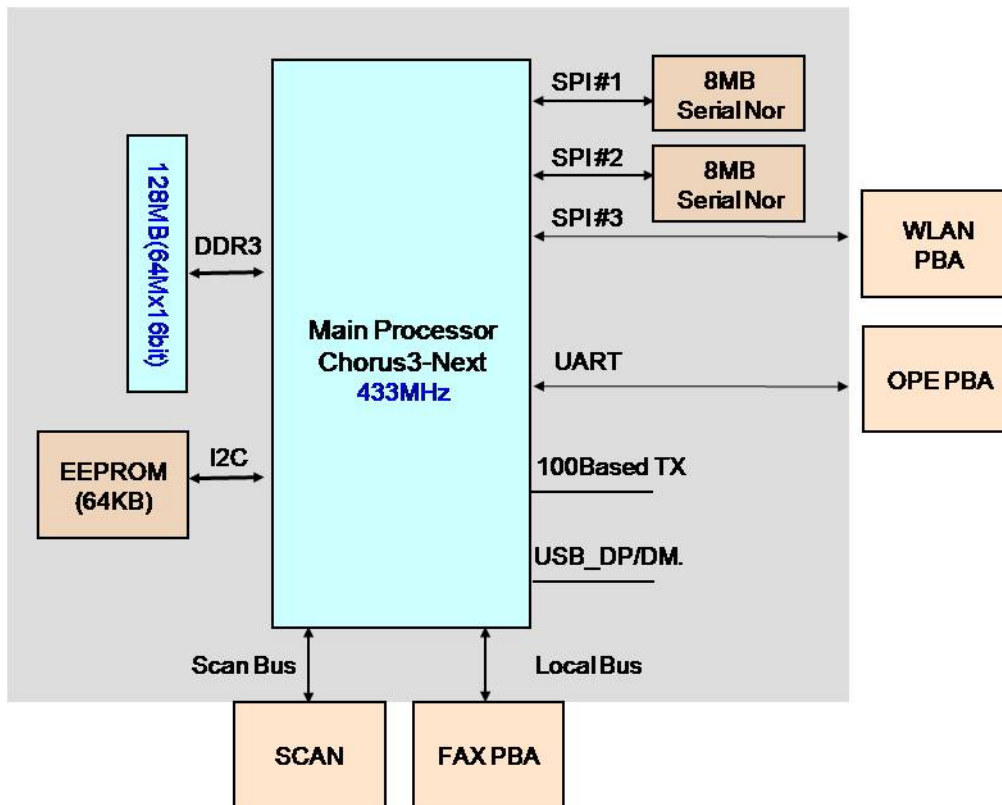 SPI#1
8MB
Serial Nor
SPI#2
8MB
Serial Nor
SPI#3
WLAN
PBA
128MB(64Mx16bit)
DDR3
Main Processor
Chorus3-Next
433MHz
UART
OPE PBA
EEPROM
(64KB)
I2C
100Based TX
USB_DP/DM.
Scan Bus
Local Bus
SCAN
FAX PBA